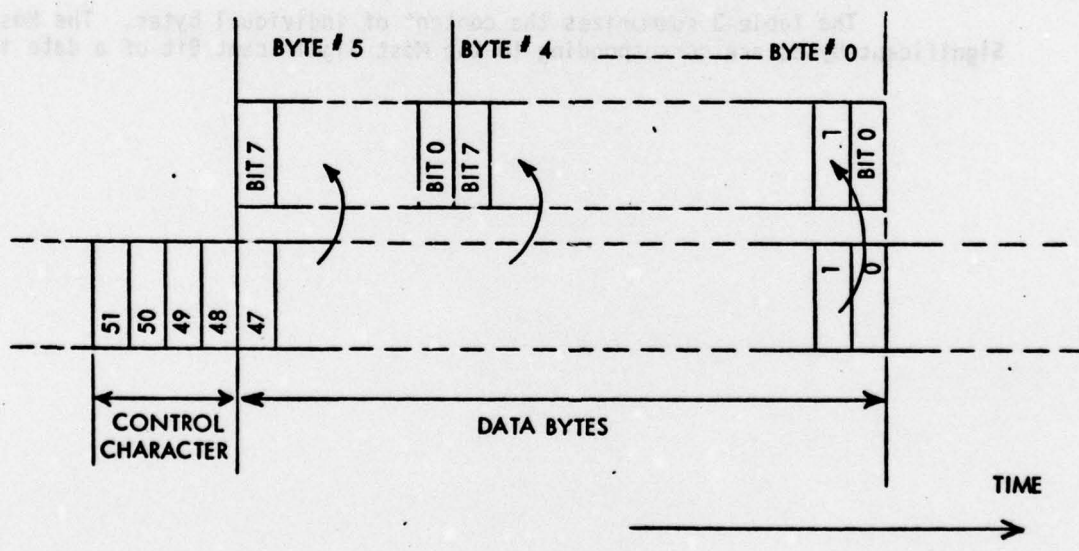 The Table 3 summarizes the content of individual bytes. The
BYTE # 5 BYTE # 4 BYTE # 0
BIT 7 BIT 0 BIT 7 1 BIT 0
51 50 49 48 47 1 0
CONTROL CHARACTER
DATA BYTES
TIME